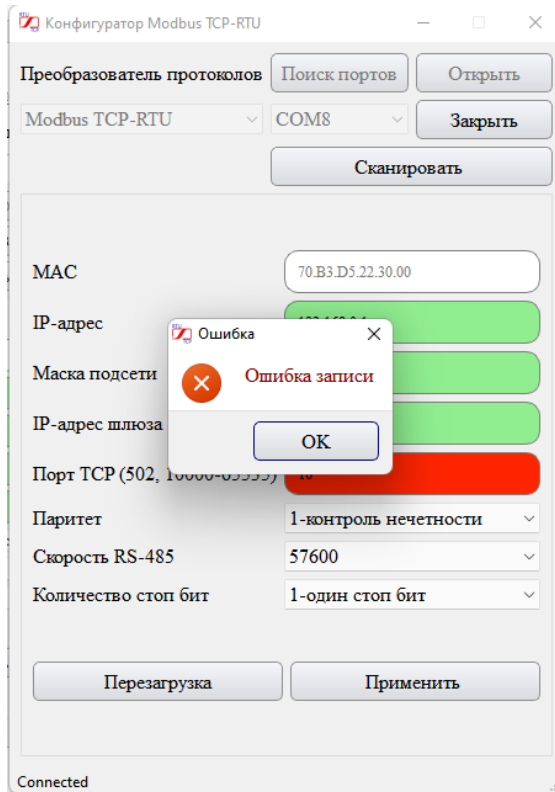 Конфигуратор Modbus TCP-RTU
Преобразователь протоколов Поиск портов Открыть
Modbus TCP-RTU COM8 Закрыть
Сканировать
MAC 70.B3.D5.22.30.00
IP-адрес
Ошибка
Маска подсети
Ошибка записи
IP-адрес шлюза
OK
Порт TCP (502, 10000-65535)
Паритет 1-контроль нечетности
Скорость RS-485 57600
Количество стоп бит 1-один стоп бит
Перезагрузка Применить
Connected